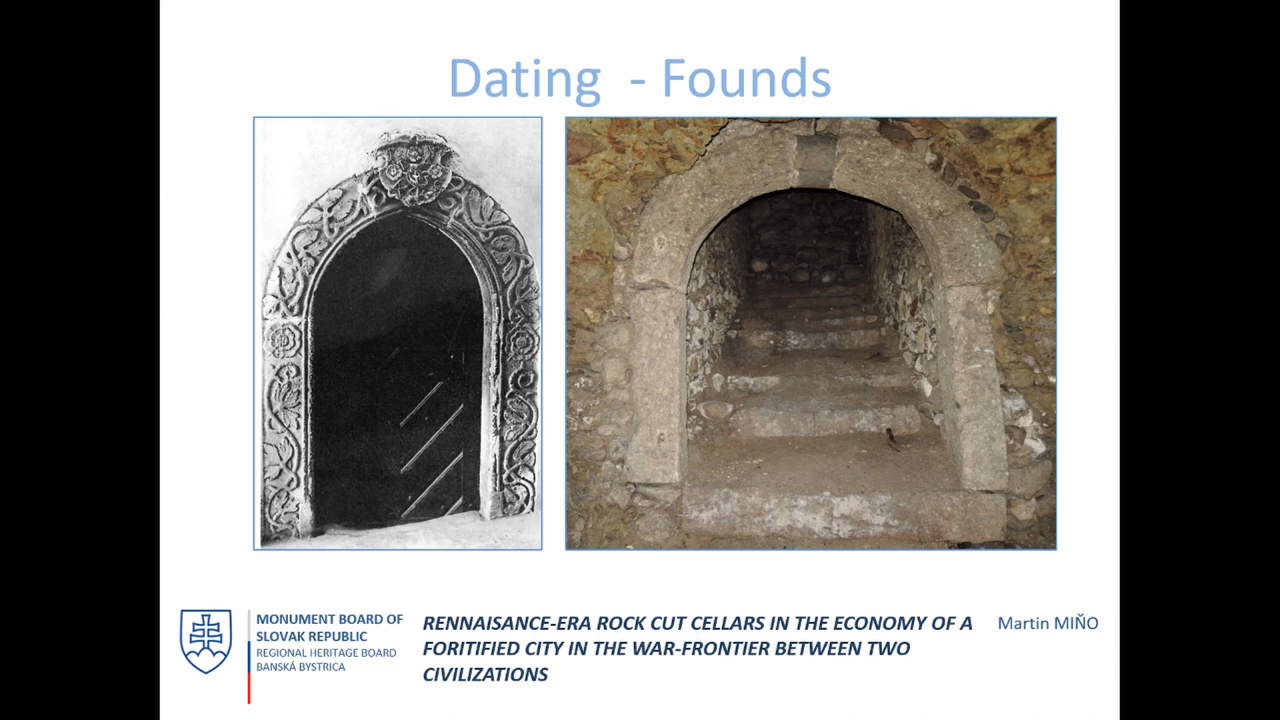 Dating - Founds
MONUMENT BOARD OF
SLOVAK REPUBLIC
REGIONAL HERITAGE BOARD
BANSKÁ BYSTRICA
RENNAISANCE-ERA ROCK CUT CELLARS IN THE ECONOMY OF A
FORITIFIED CITY IN THE WAR-FRONTIER BETWEEN TWO
CIVILIZATIONS
Martin MIŇO